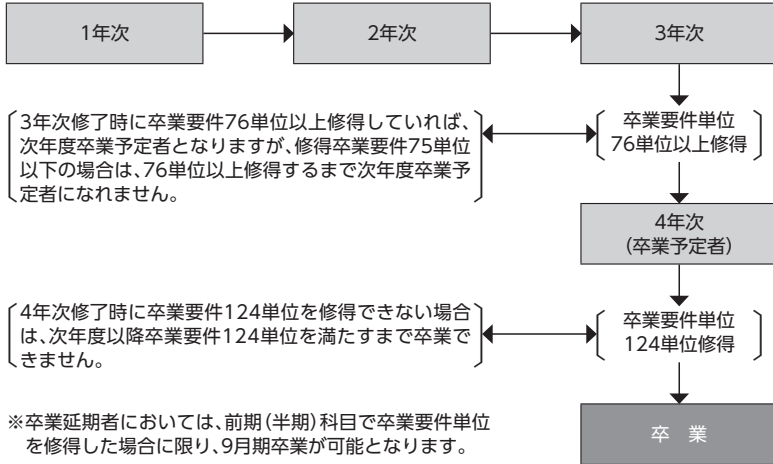 1年次
2年次
3年次
〔3年次修了時に卒業要件76単位以上修得していれば、
次年度卒業予定者となりますが、修得卒業要件75単位
以下の場合は、76単位以上修得するまで次年度卒業予
定者になれません。〕
〔卒業要件単位
76単位以上修得〕
4年次
(卒業予定者)
〔4年次修了時に卒業要件124単位を修得できない場合
は、次年度以降卒業要件124単位を満たすまで卒業で
きません。〕
〔卒業要件単位
124単位修得〕
※卒業延期者においては、前期(半期)科目で卒業要件単位
を修得した場合に限り、9月期卒業が可能となります。
卒 業